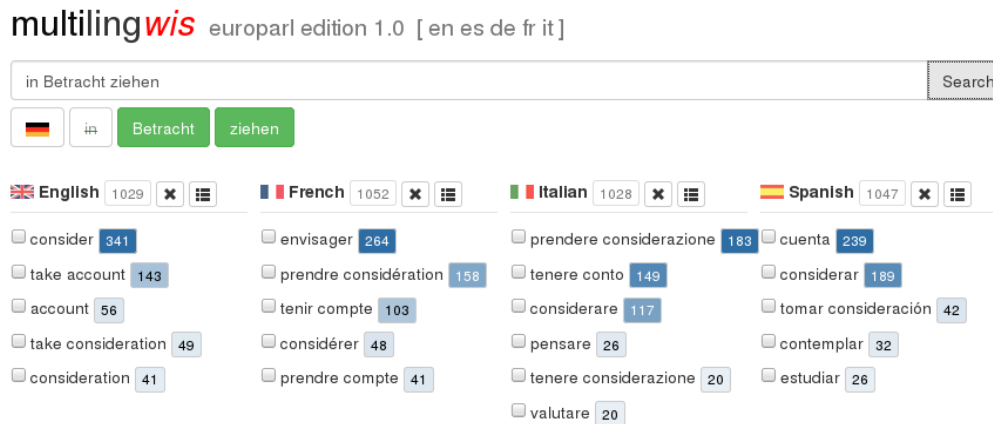 multilingwis europarl edition 1.0 [ en es de fr it ]
in Betracht ziehen Search
in Betracht ziehen
English 1029 French 1052 Italian 1028 Spanish 1047
consider 341 envisager 264 prendere considerazione 183 cuenta 239
take account 143 prendre considération 158 tenere conto 149 considerar 189
account 56 tenir compte 103 considerare 117 tomar consideración 42
take consideration 49 considérer 48 pensare 26 contemplar 32
consideration 41 prendre compte 41 tenere considerazione 20 estudiar 26
valutare 20